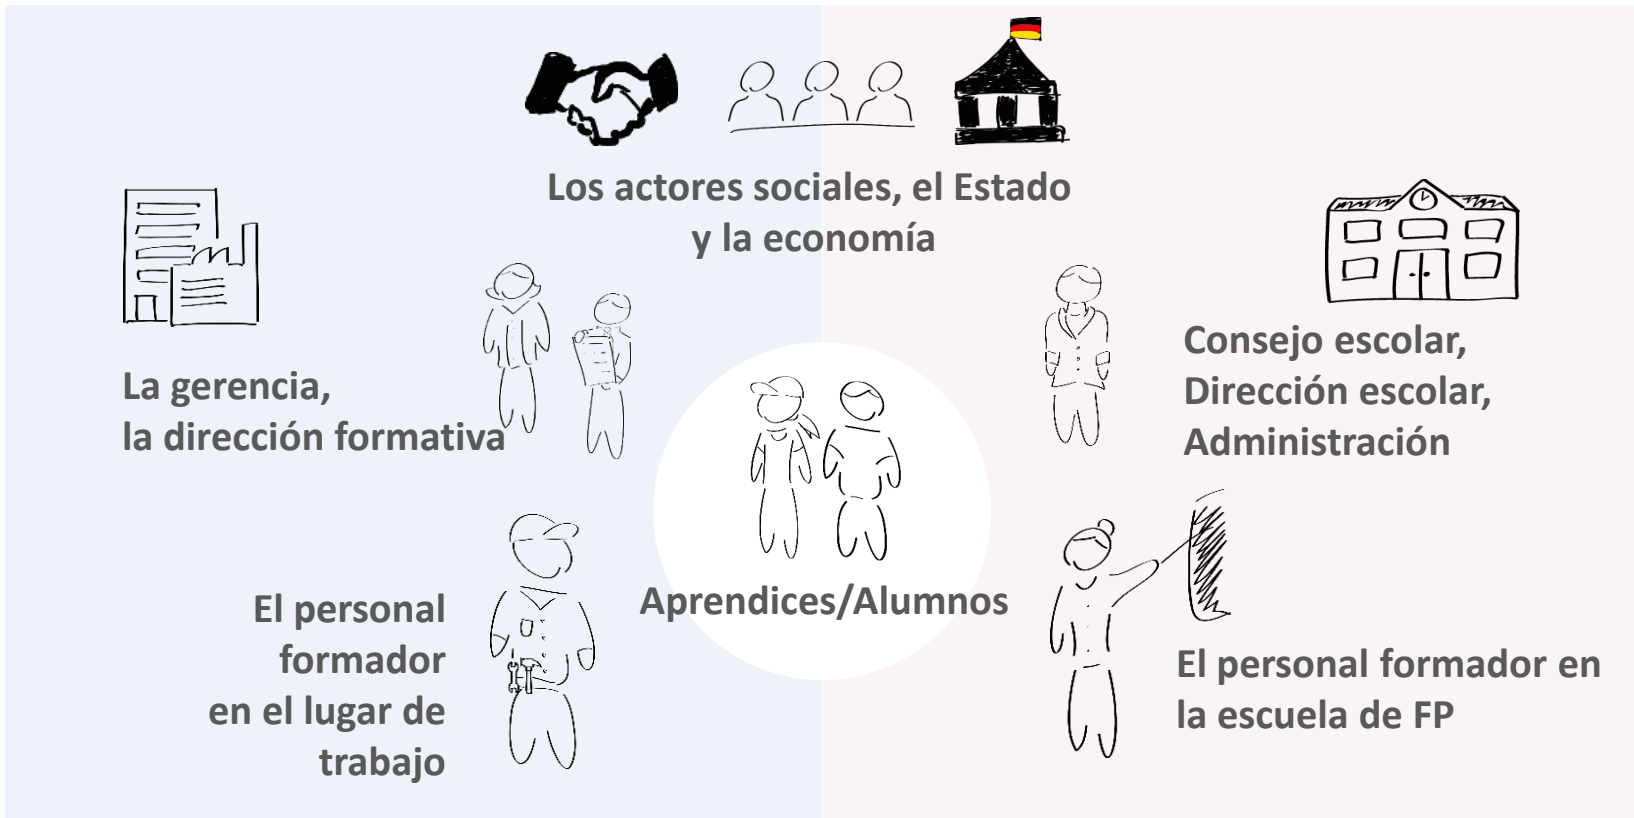 Los actores sociales, el Estado
y la economía
La gerencia,
la dirección formativa
Consejo escolar,
Dirección escolar,
Administración
Aprendices/Alumnos
El personal
formador
en el lugar de
trabajo
El personal formador en
la escuela de FP